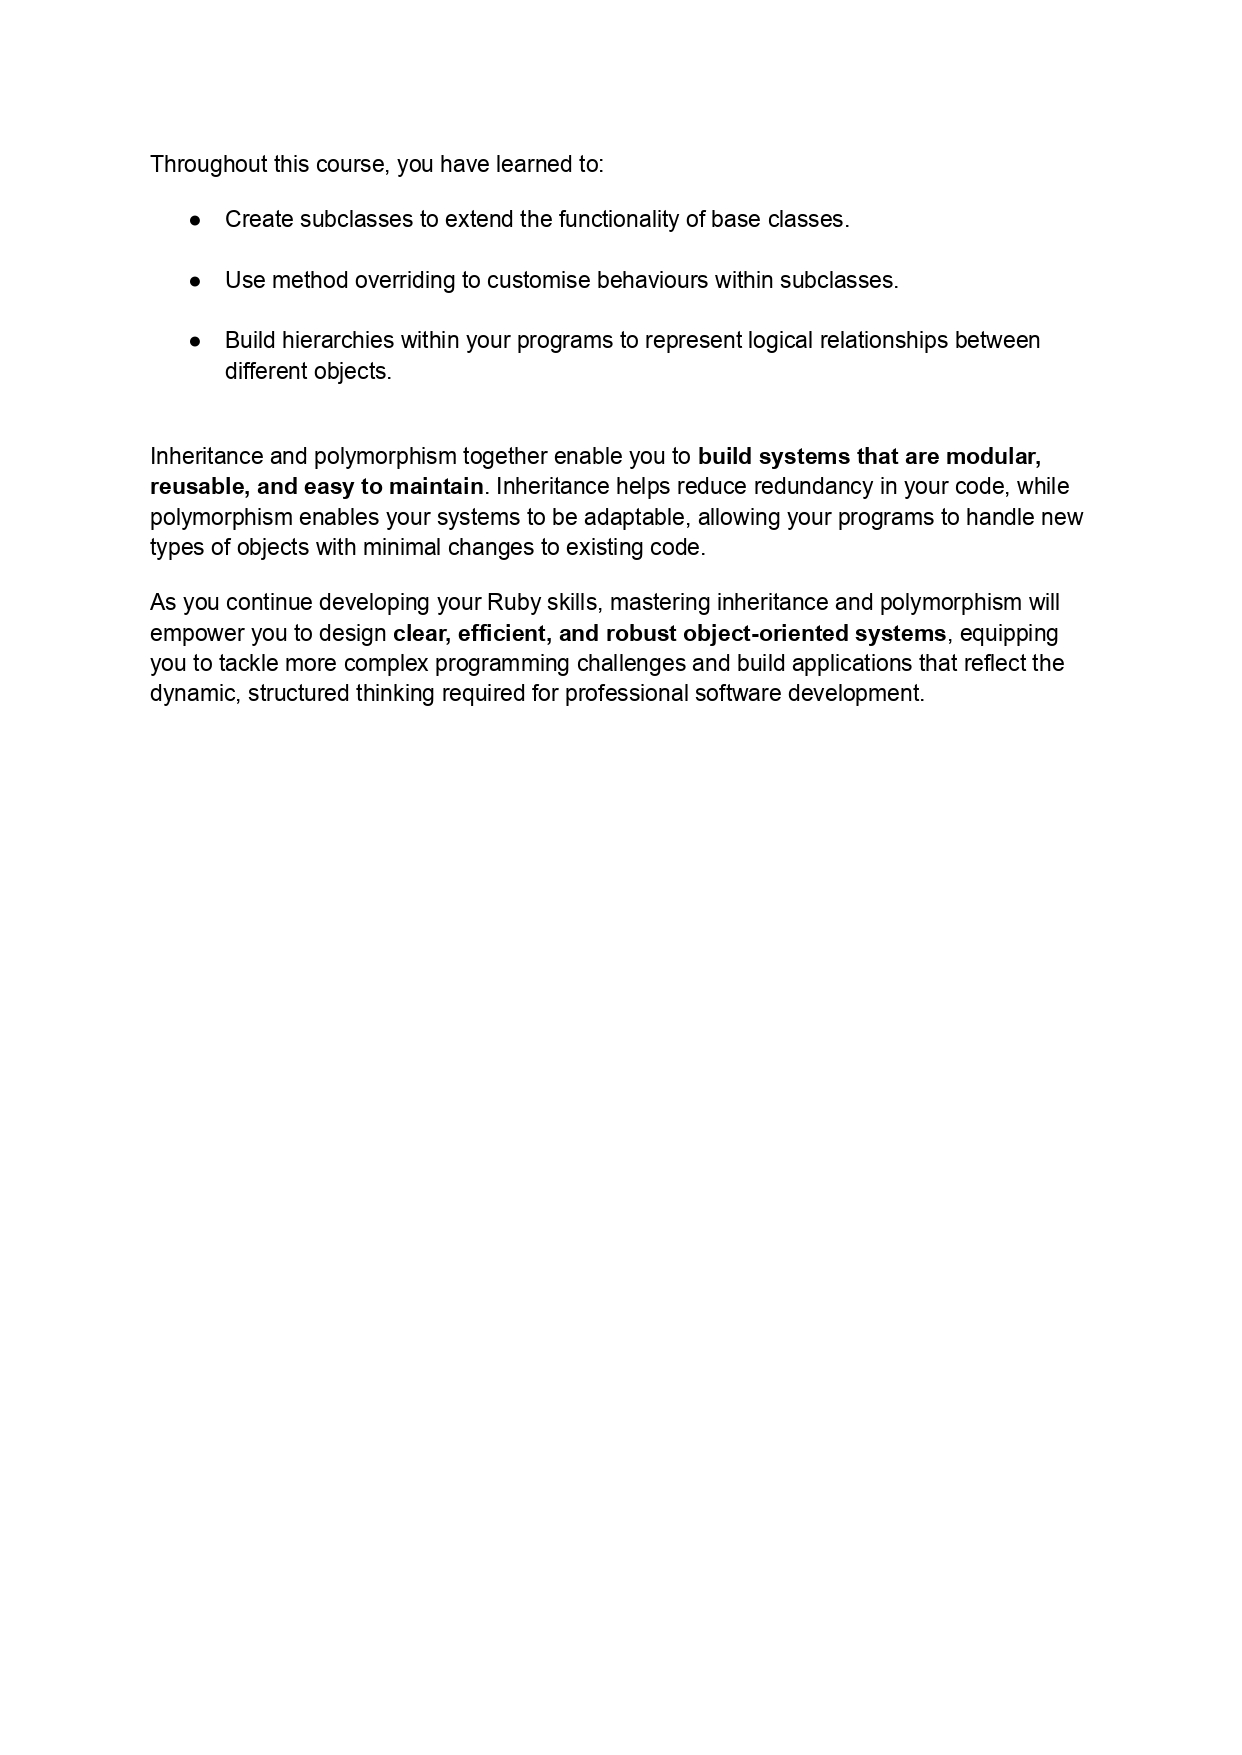 Throughout this course, you have learned to:
● Create subclasses to extend the functionality of base classes.
● Use method overriding to customise behaviours within subclasses.
● Build hierarchies within your programs to represent logical relationships between
different objects.
Inheritance and polymorphism together enable you to build systems that are modular,
reusable, and easy to maintain. Inheritance helps reduce redundancy in your code, while
polymorphism enables your systems to be adaptable, allowing your programs to handle new
types of objects with minimal changes to existing code.
As you continue developing your Ruby skills, mastering inheritance and polymorphism will
empower you to design clear, efficient, and robust object-oriented systems, equipping
you to tackle more complex programming challenges and build applications that reflect the
dynamic, structured thinking required for professional software development.